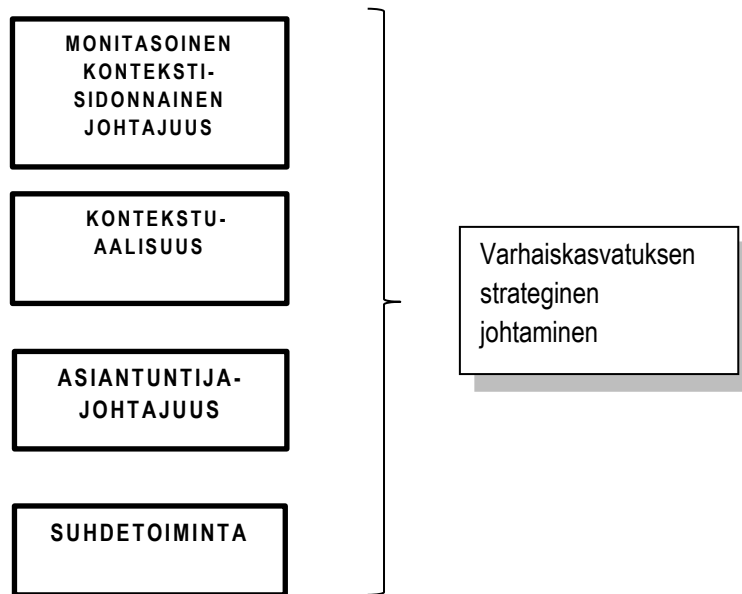 MONITASOINEN
KONTEKSTI-
SIDONNAINEN
JOHTAJUUS
KONTEKSTU-
AALISUUS
ASIANTUNTIJA-
JOHTAJUUS
SUHDETOIMINTA
Varhaiskasvatuksen
strateginen
johtaminen